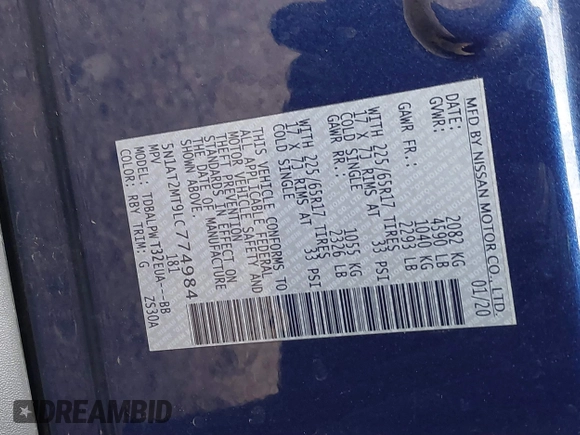 MFD BY NISSAN MOTOR CO., LTD.
DATE: 01/20
GVWR: 2082 KG
4590 LB
GAWR FR.: 1040 KG
2293 LB
WITH 225/65R17, TIRES
17 X 7J RIMS AT 33 PSI
COLD SINGLE
GAWR RR.: 1055 KG
2326 LB
WITH 225/65R17, TIRES
17 X 7J RIMS AT 33 PSI
COLD SINGLE
THIS VEHICLE CONFORMS TO
ALL APPLICABLE FEDERAL
MOTOR VEHICLE SAFETY AND
THEFT PREVENTION
STANDARDS IN EFFECT ON
THE DATE OF MANUFACTURE
SHOWN ABOVE.
5N1AT2MT9LC774984
MPV 181
MODEL: TDBALPW T32EUA---BB
COLOR: RBY TRIM: G ZS30A
DREAMBID